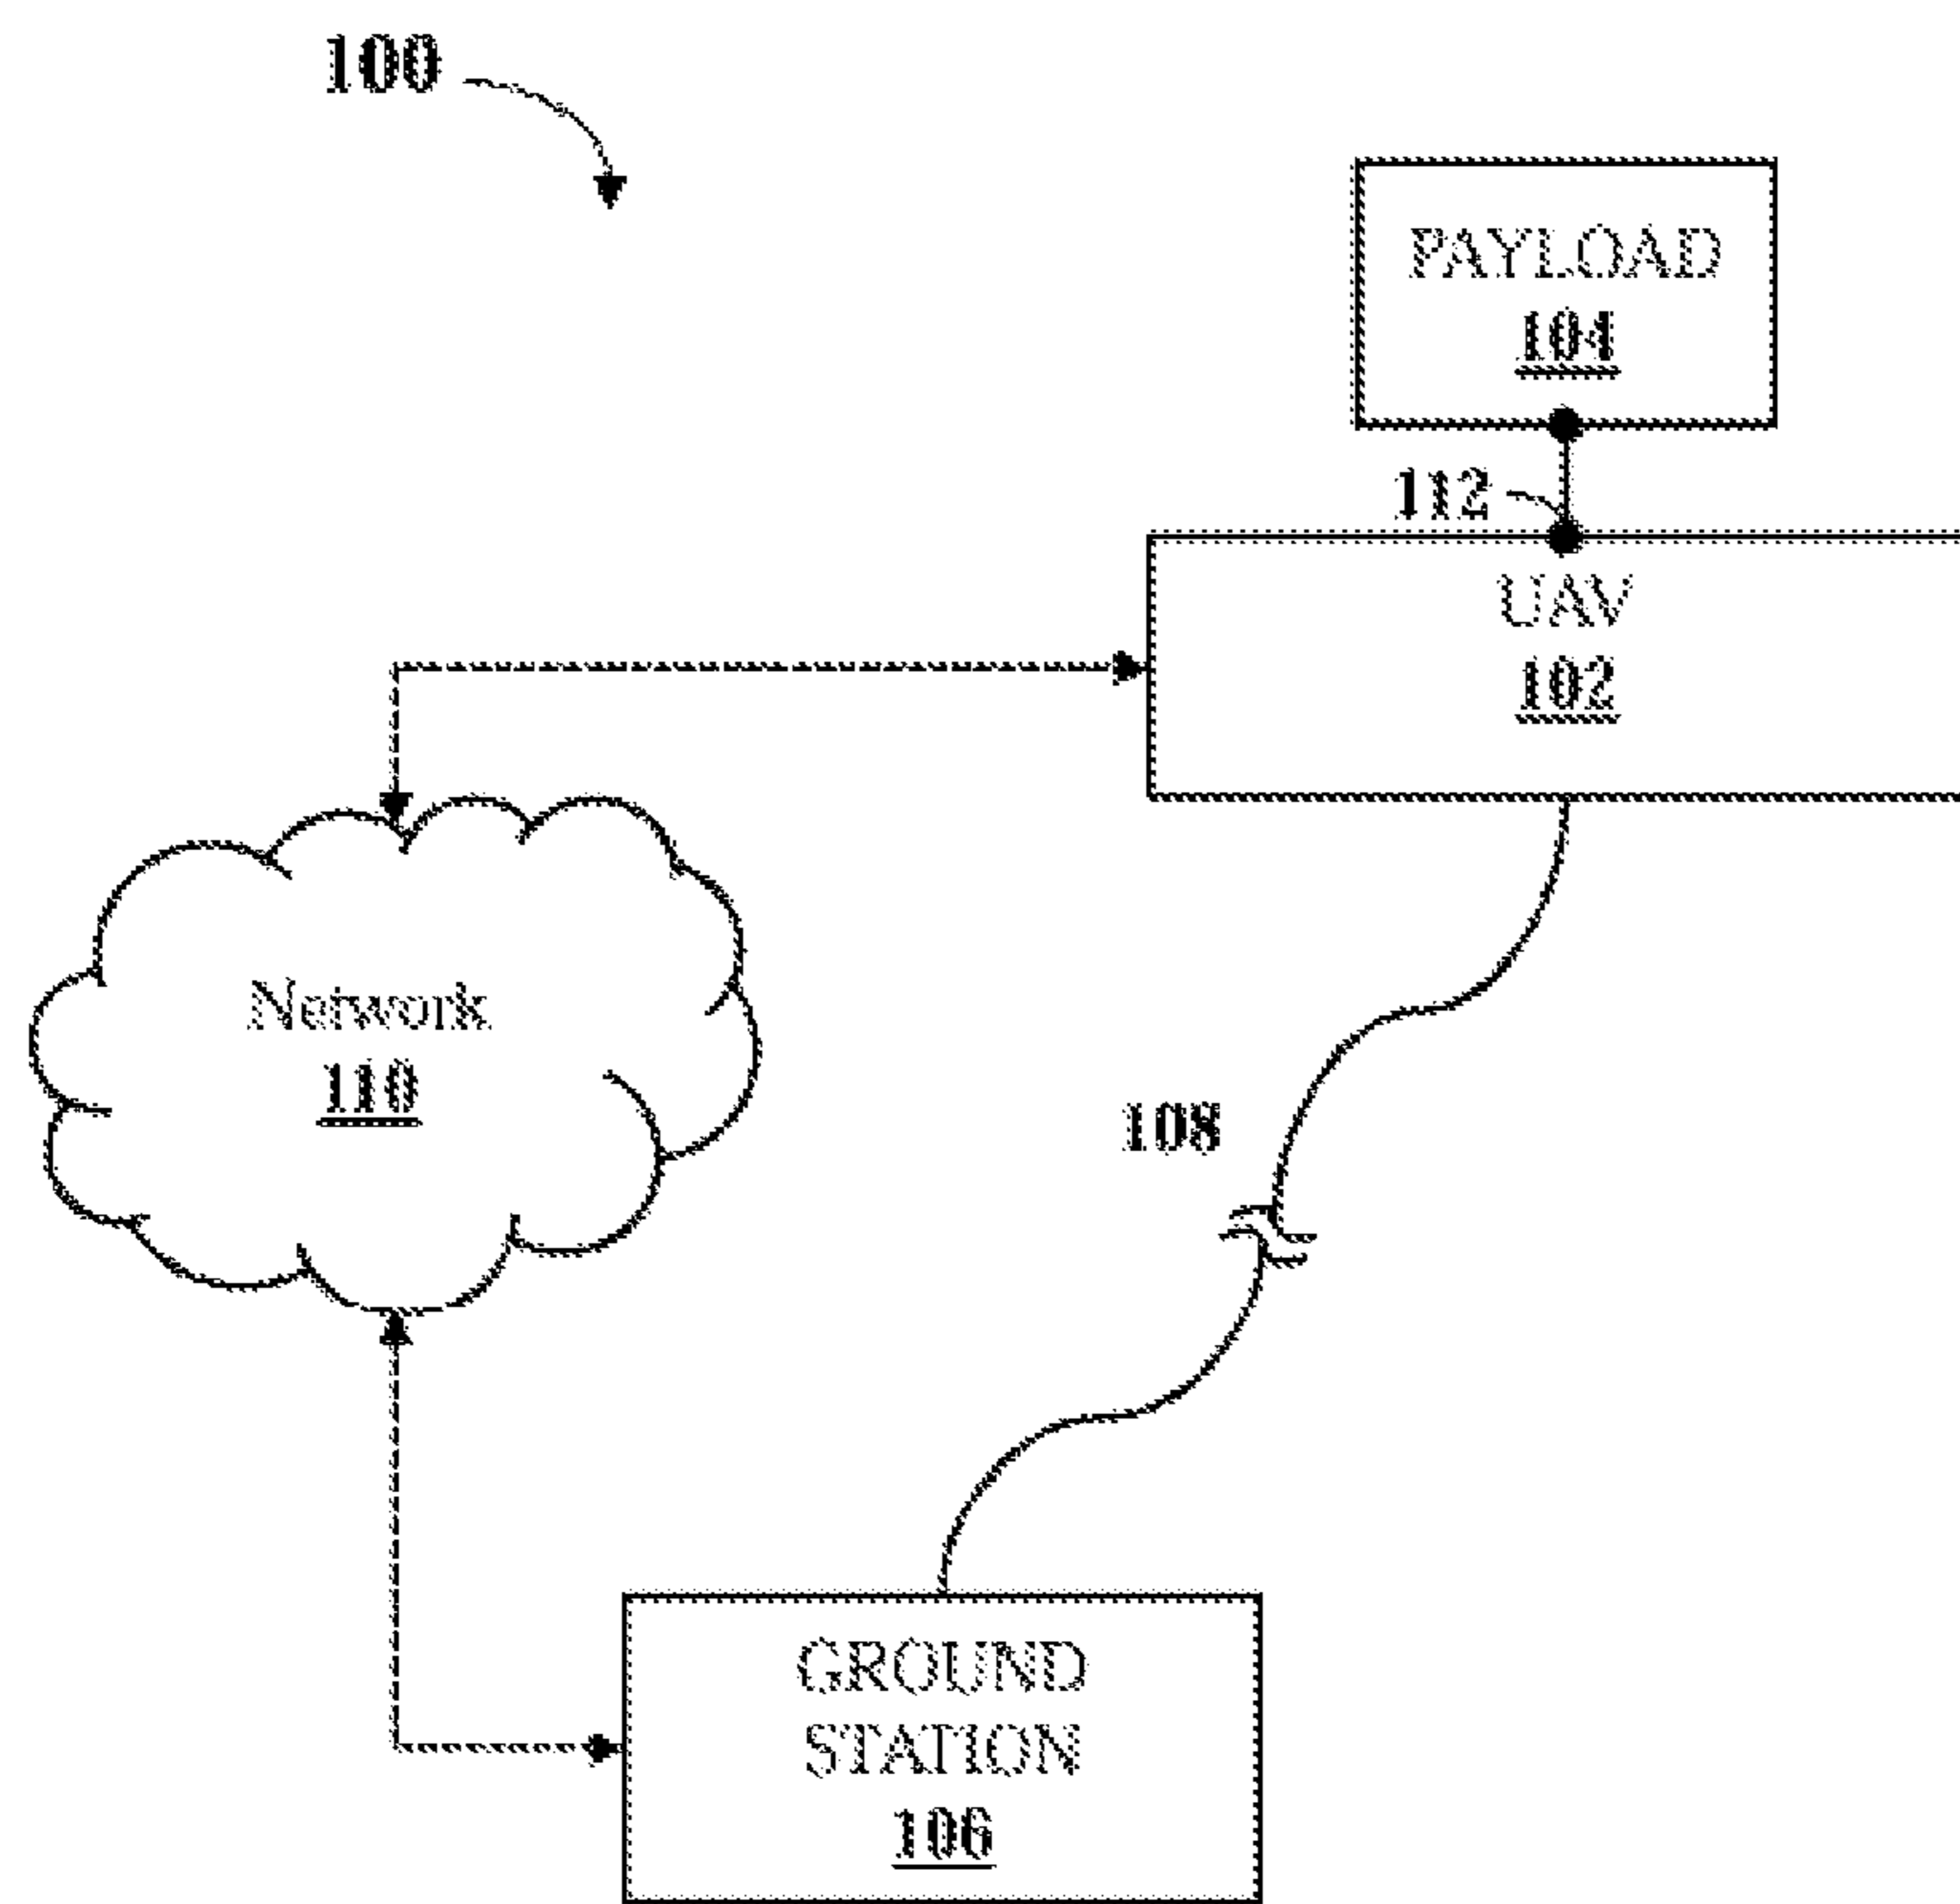 100
PAYLOAD
104
112
UAV
102
Network
110
108
GROUND
STATION
106